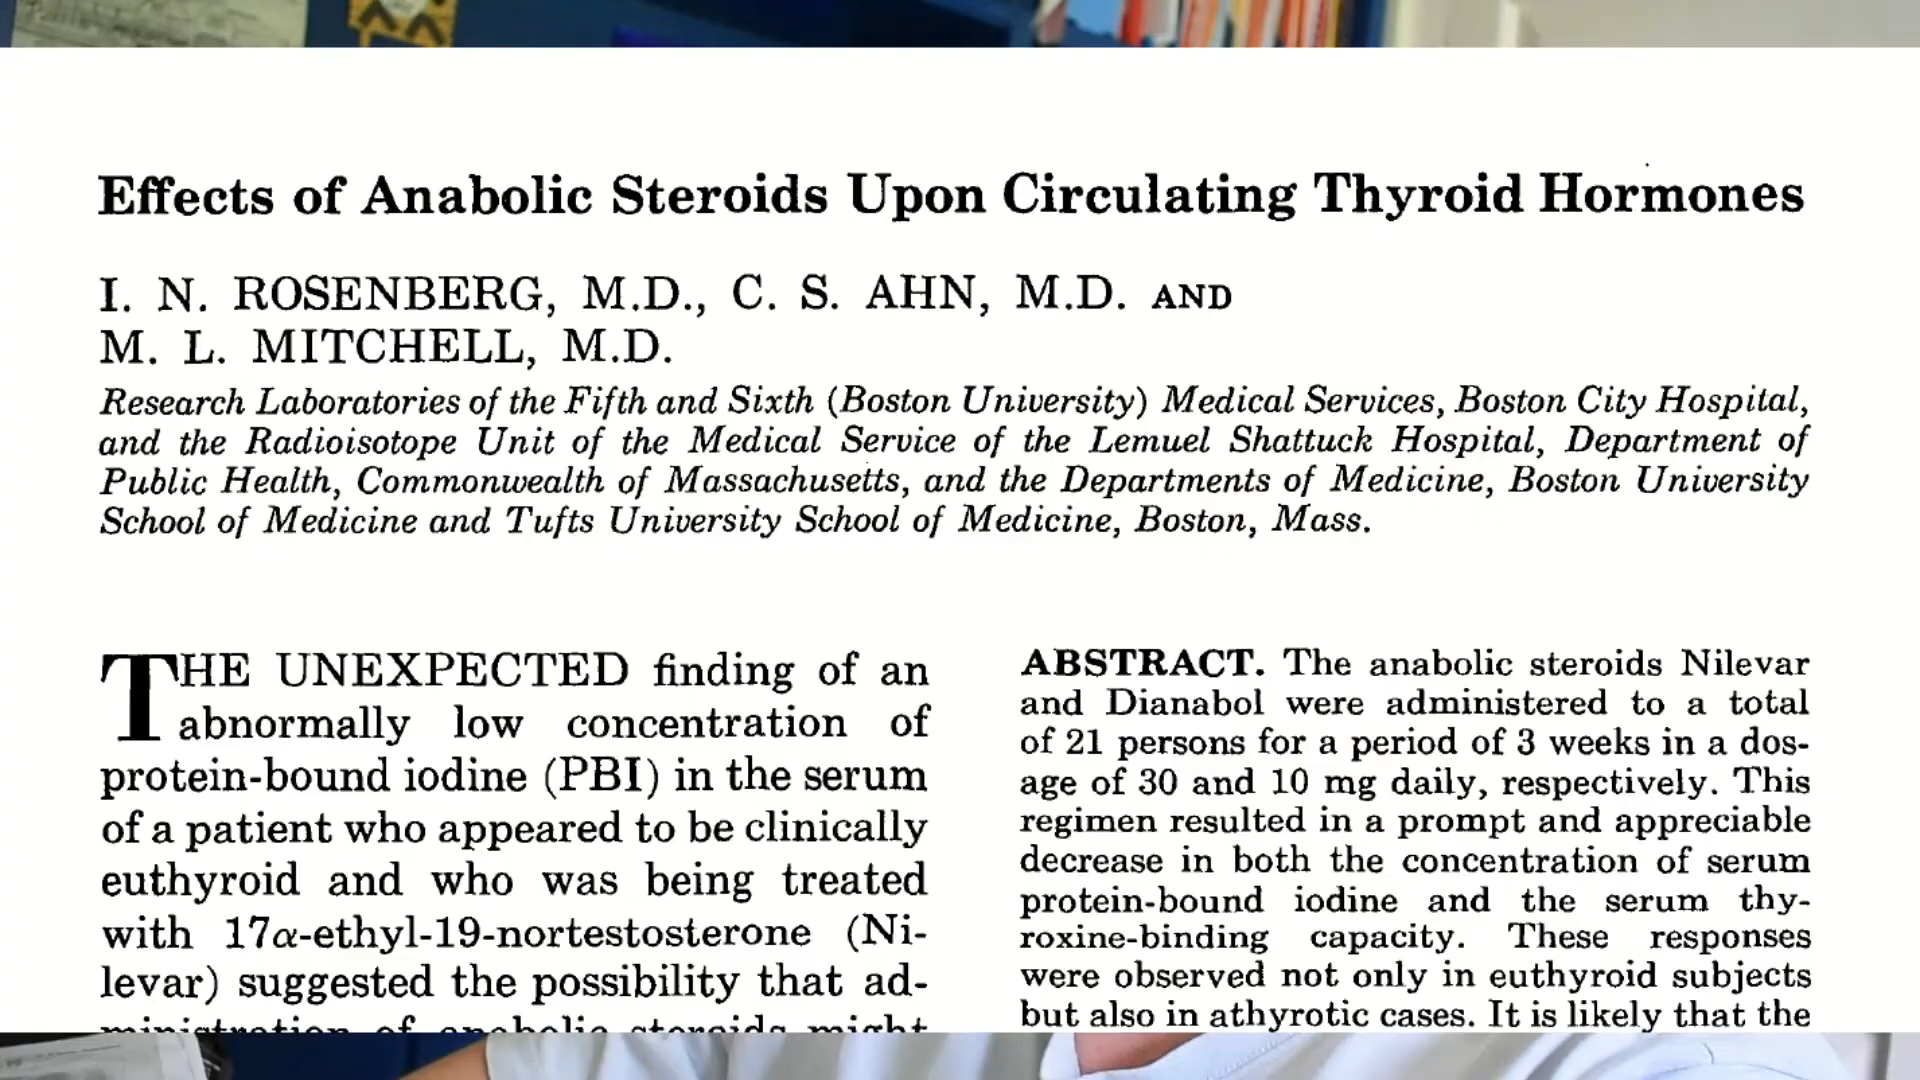 Effects of Anabolic Steroids Upon Circulating Thyroid Hormones
I. N. ROSENBERG, M.D., C. S. AHN, M.D. AND
M. L. MITCHELL, M.D.
Research Laboratories of the Fifth and Sixth (Boston University) Medical Services, Boston City Hospital,
and the Radioisotope Unit of the Medical Service of the Lemuel Shattuck Hospital, Department of
Public Health, Commonwealth of Massachusetts, and the Departments of Medicine, Boston University
School of Medicine and Tufts University School of Medicine, Boston, Mass.
THE UNEXPECTED finding of an
abnormally low concentration of
protein-bound iodine (PBI) in the serum
of a patient who appeared to be clinically
euthyroid and who was being treated
with 17α-ethyl-19-nortestosterone (Ni-
levar) suggested the possibility that ad-
ministration of anabolic steroids might
ABSTRACT. The anabolic steroids Nilevar
and Dianabol were administered to a total
of 21 persons for a period of 3 weeks in a dos-
age of 30 and 10 mg daily, respectively. This
regimen resulted in a prompt and appreciable
decrease in both the concentration of serum
protein-bound iodine and the serum thy-
roxine-binding capacity. These responses
were observed not only in euthyroid subjects
but also in athyrotic cases. It is likely that the